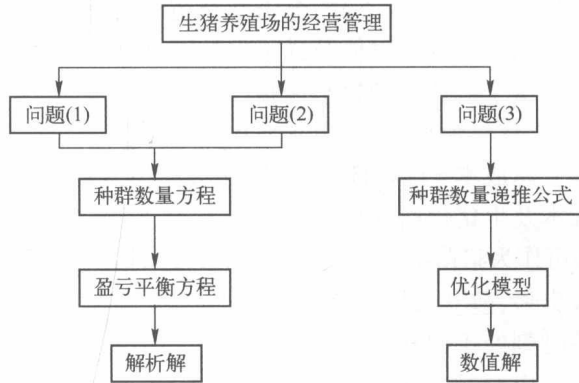 生猪养殖场的经营管理
问题(1)
问题(2)
问题(3)
种群数量方程
种群数量递推公式
盈亏平衡方程
优化模型
解析解
数值解